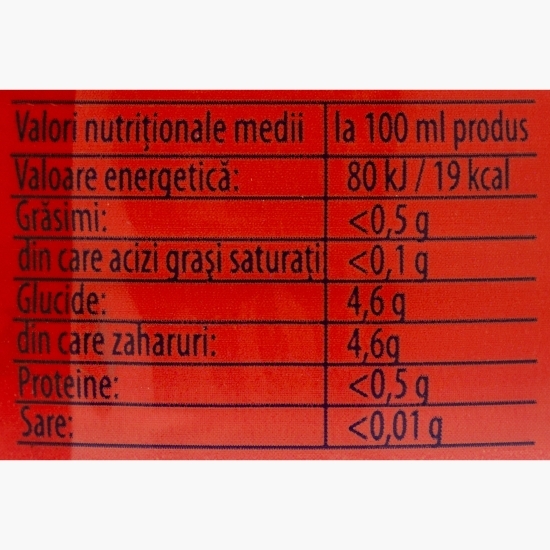 Valori nutriționale medii la 100 ml produs
Valoare energetică: 80 kJ / 19 kcal
Grăsimi: <0,5 g
din care acizi grași saturați <0,1 g
Glucide: 4,6 g
din care zaharuri: 4,6g
Proteine: <0,5 g
Sare: <0,01 g